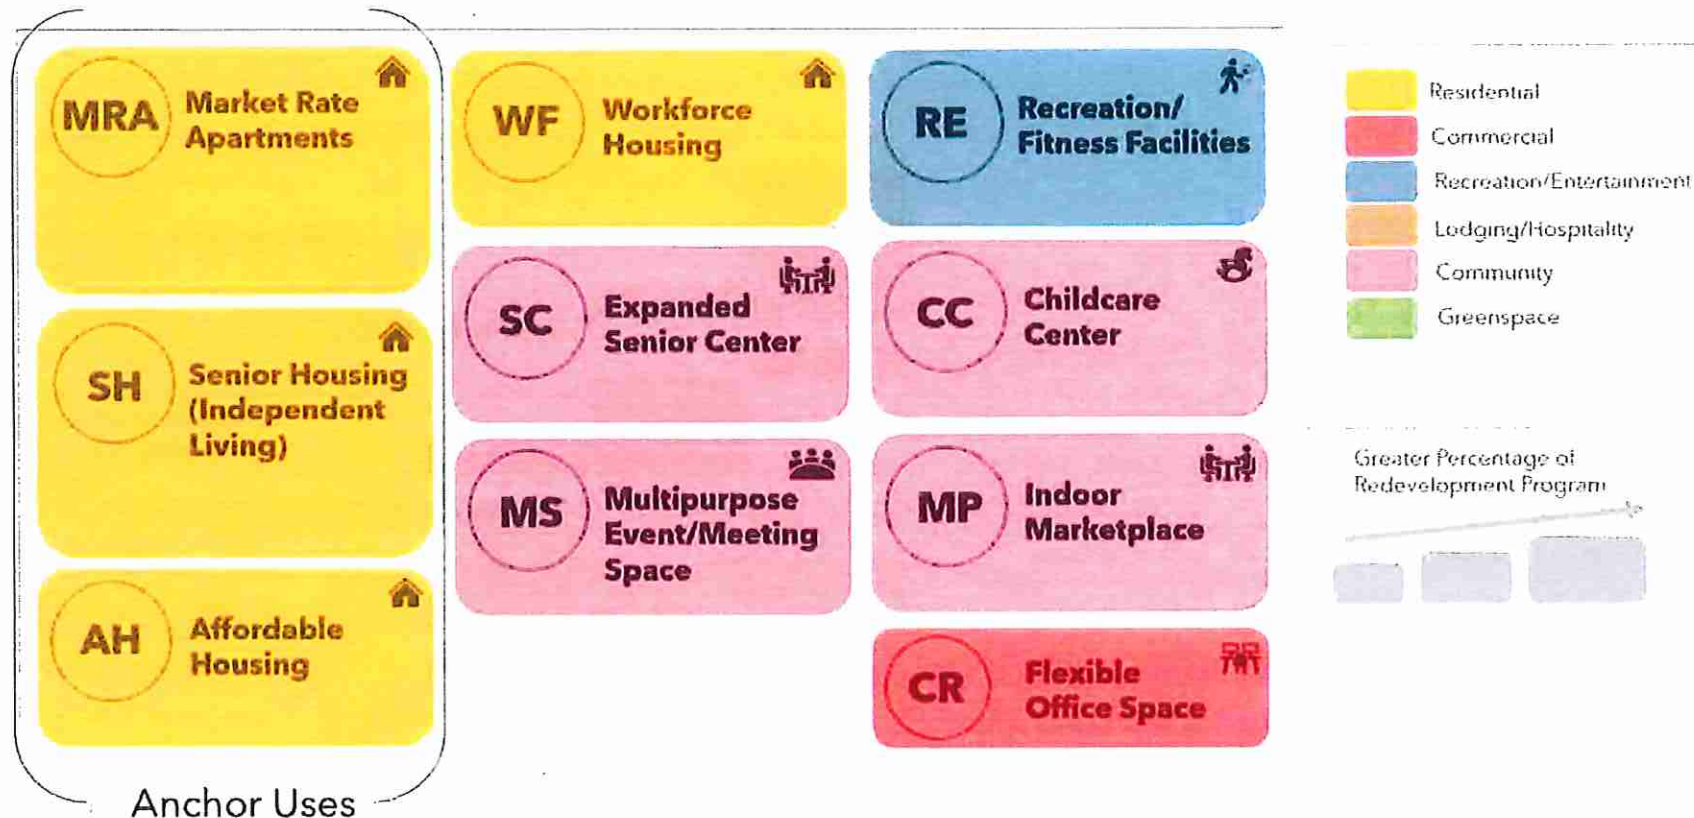 MRA
Market Rate
Apartments
SH
Senior Housing
(Independent
Living)
AH
Affordable
Housing
Anchor Uses
WF
Workforce
Housing
SC
Expanded
Senior Center
MS
Multipurpose
Event/Meeting
Space
RE
Recreation/
Fitness Facilities
CC
Childcare
Center
MP
Indoor
Marketplace
CR
Flexible
Office Space
Residential
Commercial
Recreation/Entertainment
Lodging/Hospitality
Community
Greenspace
Greater Percentage of
Redevelopment Program